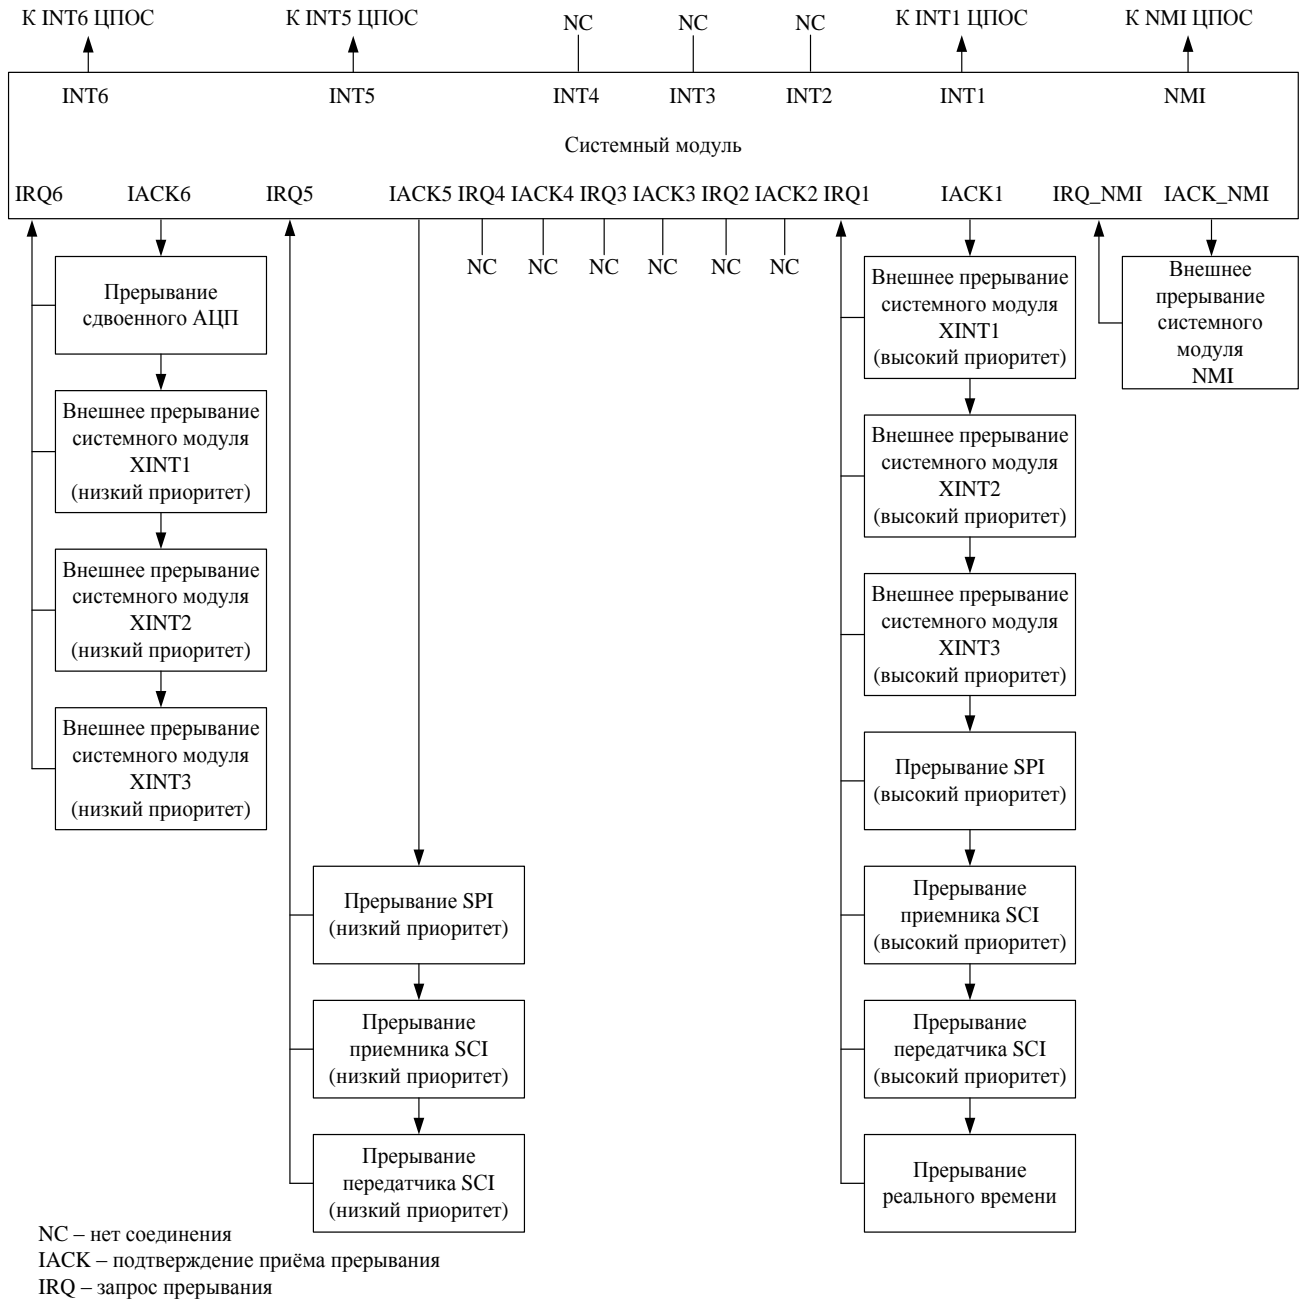 К INT6 ЦПОС
К INT5 ЦПОС
NC
NC
NC
К INT1 ЦПОС
К NMI ЦПОС
INT6
INT5
INT4
INT3
INT2
INT1
NMI
Системный модуль
IRQ6
IACK6
IRQ5
IACK5
IRQ4
IACK4
IRQ3
IACK3
IRQ2
IACK2
IRQ1
IACK1
IRQ_NMI
IACK_NMI
NC
NC
NC
NC
NC
NC
Прерывание
сдвоенного АЦП
Внешнее прерывание
системного модуля
XINT1
(низкий приоритет)
Внешнее прерывание
системного модуля
XINT2
(низкий приоритет)
Внешнее прерывание
системного модуля
XINT3
(низкий приоритет)
Прерывание SPI
(низкий приоритет)
Прерывание
приемника SCI
(низкий приоритет)
Прерывание
передатчика SCI
(низкий приоритет)
Внешнее прерывание
системного модуля
XINT1
(высокий приоритет)
Внешнее прерывание
системного модуля
XINT2
(высокий приоритет)
Внешнее прерывание
системного модуля
XINT3
(высокий приоритет)
Прерывание SPI
(высокий приоритет)
Прерывание
приемника SCI
(высокий приоритет)
Прерывание
передатчика SCI
(высокий приоритет)
Прерывание
реального времени
Внешнее
прерывание
системного
модуля
NMI
NC – нет соединения
IACK – подтверждение приёма прерывания
IRQ – запрос прерывания